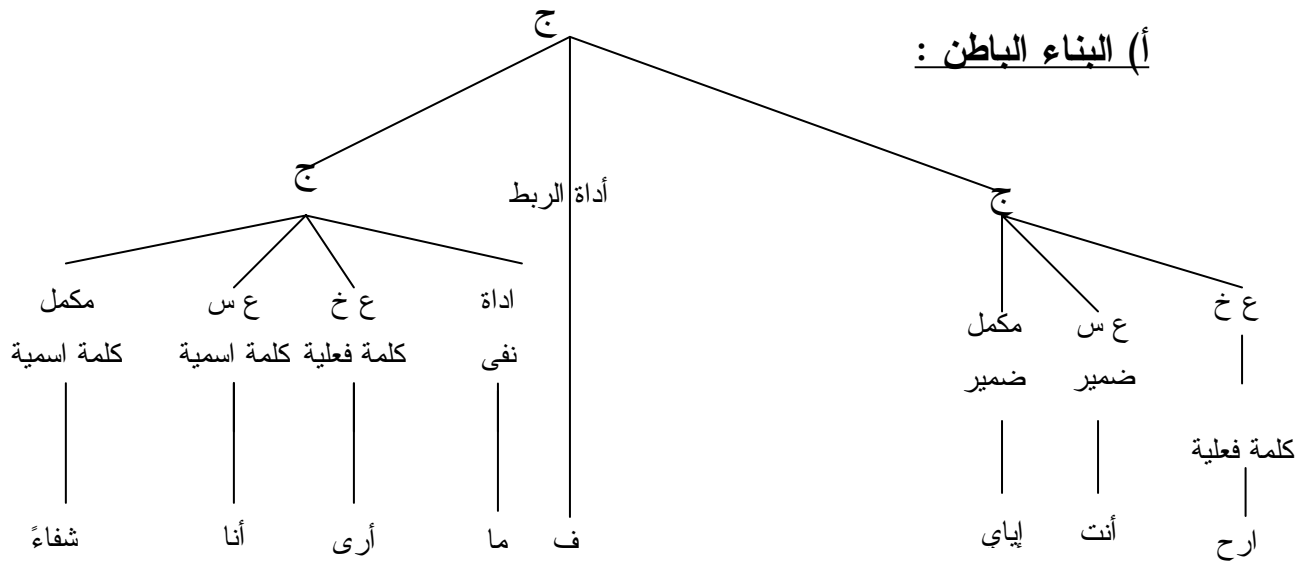 ج
أ) البناء الباطن :
ج
أداة الربط
ج
ع خ
ع س
مكمل
ضمير
ضمير
كلمة فعلية
اداة
نفى
ع خ
ع س
مكمل
كلمة فعلية
كلمة اسمية
كلمة اسمية
ارح
أنت
إياي
ف
ما
أرى
أنا
شفاءً